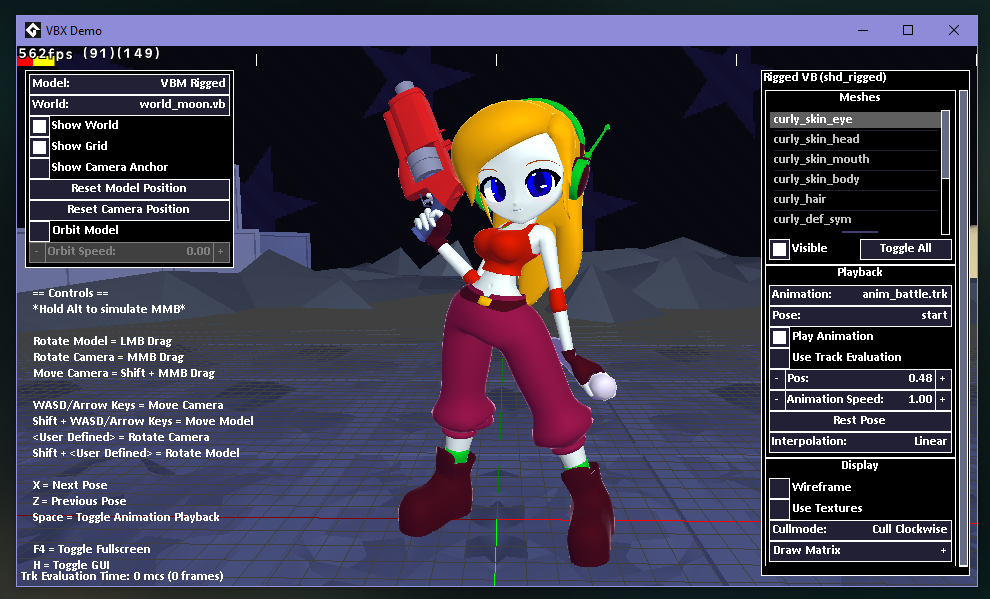 VBX Demo
562fps (91)(149)
Model: VBM Rigged
World: world_moon.vb
Show World
Show Grid
Show Camera Anchor
Reset Model Position
Reset Camera Position
Orbit Model
- Orbit Speed: 0.00 +
== Controls ==
*Hold Alt to simulate MMB*
Rotate Model = LMB Drag
Rotate Camera = MMB Drag
Move Camera = Shift + MMB Drag
WASD/Arrow Keys = Move Camera
Shift + WASD/Arrow Keys = Move Model
<User Defined> = Rotate Camera
Shift + <User Defined> = Rotate Model
X = Next Pose
Z = Previous Pose
Space = Toggle Animation Playback
F4 = Toggle Fullscreen
H = Toggle GUI
Trk Evaluation Time: 0 mcs (0 frames)
Rigged VB (shd_rigged)
Meshes
curly_skin_eye
curly_skin_head
curly_skin_mouth
curly_skin_body
curly_hair
curly_def_sym
Visible
Toggle All
Playback
Animation: anim_battle.trk
Pose: start
Play Animation
Use Track Evaluation
- Pos: 0.48 +
- Animation Speed: 1.00 +
Rest Pose
Interpolation: Linear
Display
Wireframe
Use Textures
Cullmode: Cull Clockwise
Draw Matrix +